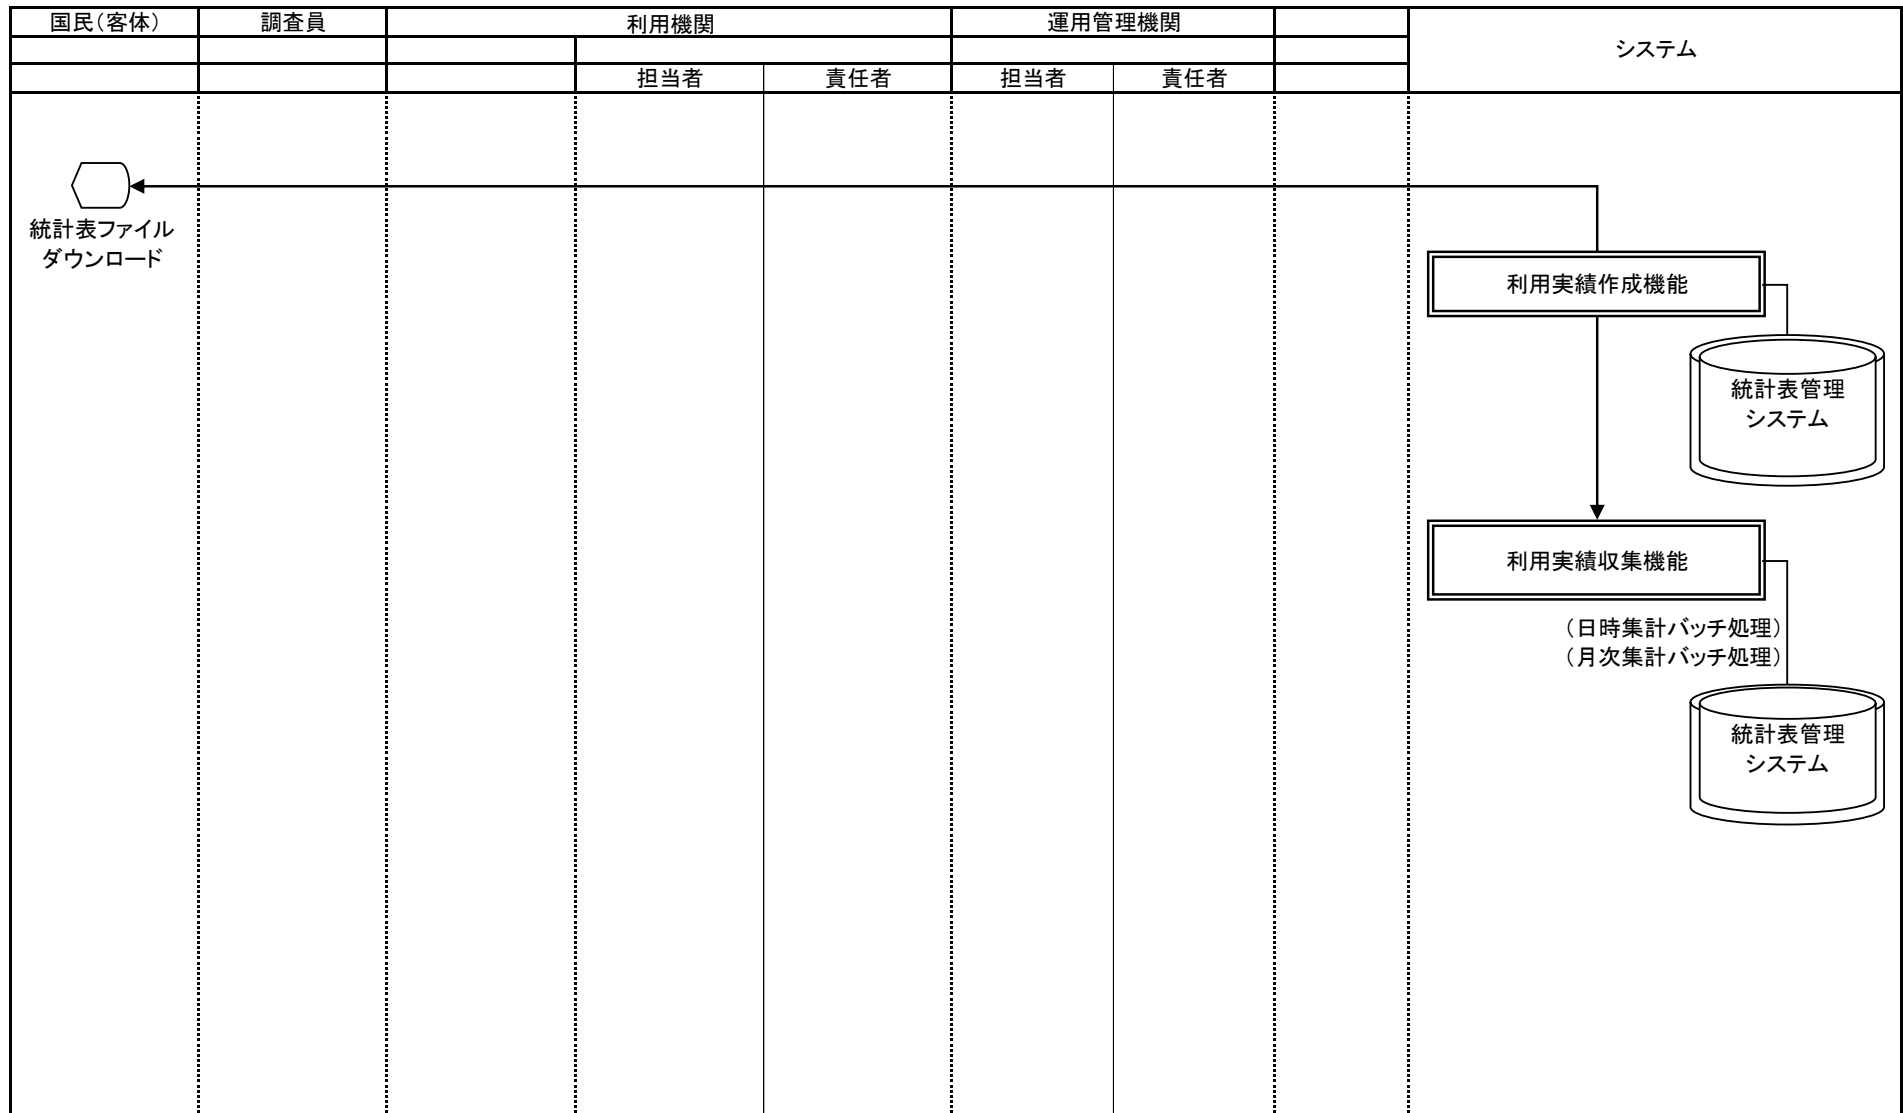 国民（客体）
調査員
利用機関
運用管理機関
システム
担当者
責任者
担当者
責任者
統計表ファイル
ダウンロード
利用実績作成機能
統計表管理
システム
利用実績収集機能
（日時集計バッチ処理）
（月次集計バッチ処理）
統計表管理
システム